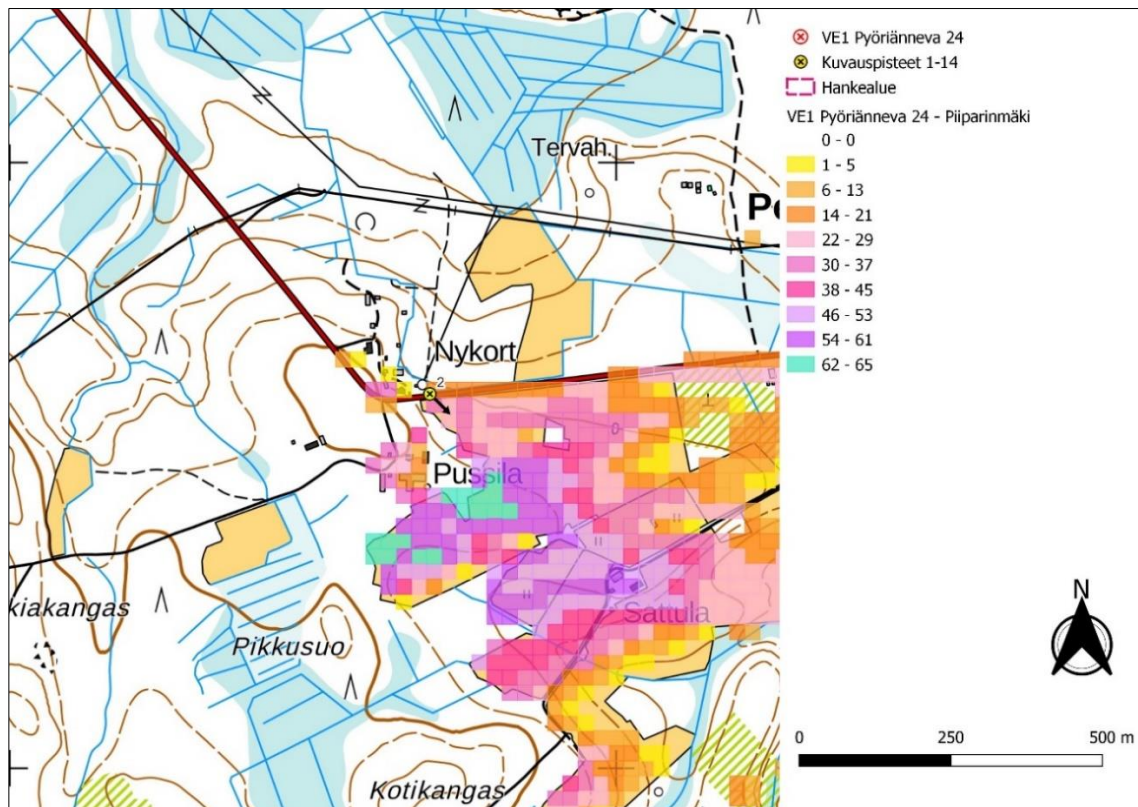 Tervah.
Pe
Nykort
2
Pussila
Sattula
kiakangas
Pikkusuo
Kotikangas
VE1 Pyöriänneva 24
Kuvauspisteet 1-14
Hankealue
VE1 Pyöriänneva 24 - Piiparinmäki
0 - 0
1 - 5
6 - 13
14 - 21
22 - 29
30 - 37
38 - 45
46 - 53
54 - 61
62 - 65
N
0 250 500 m